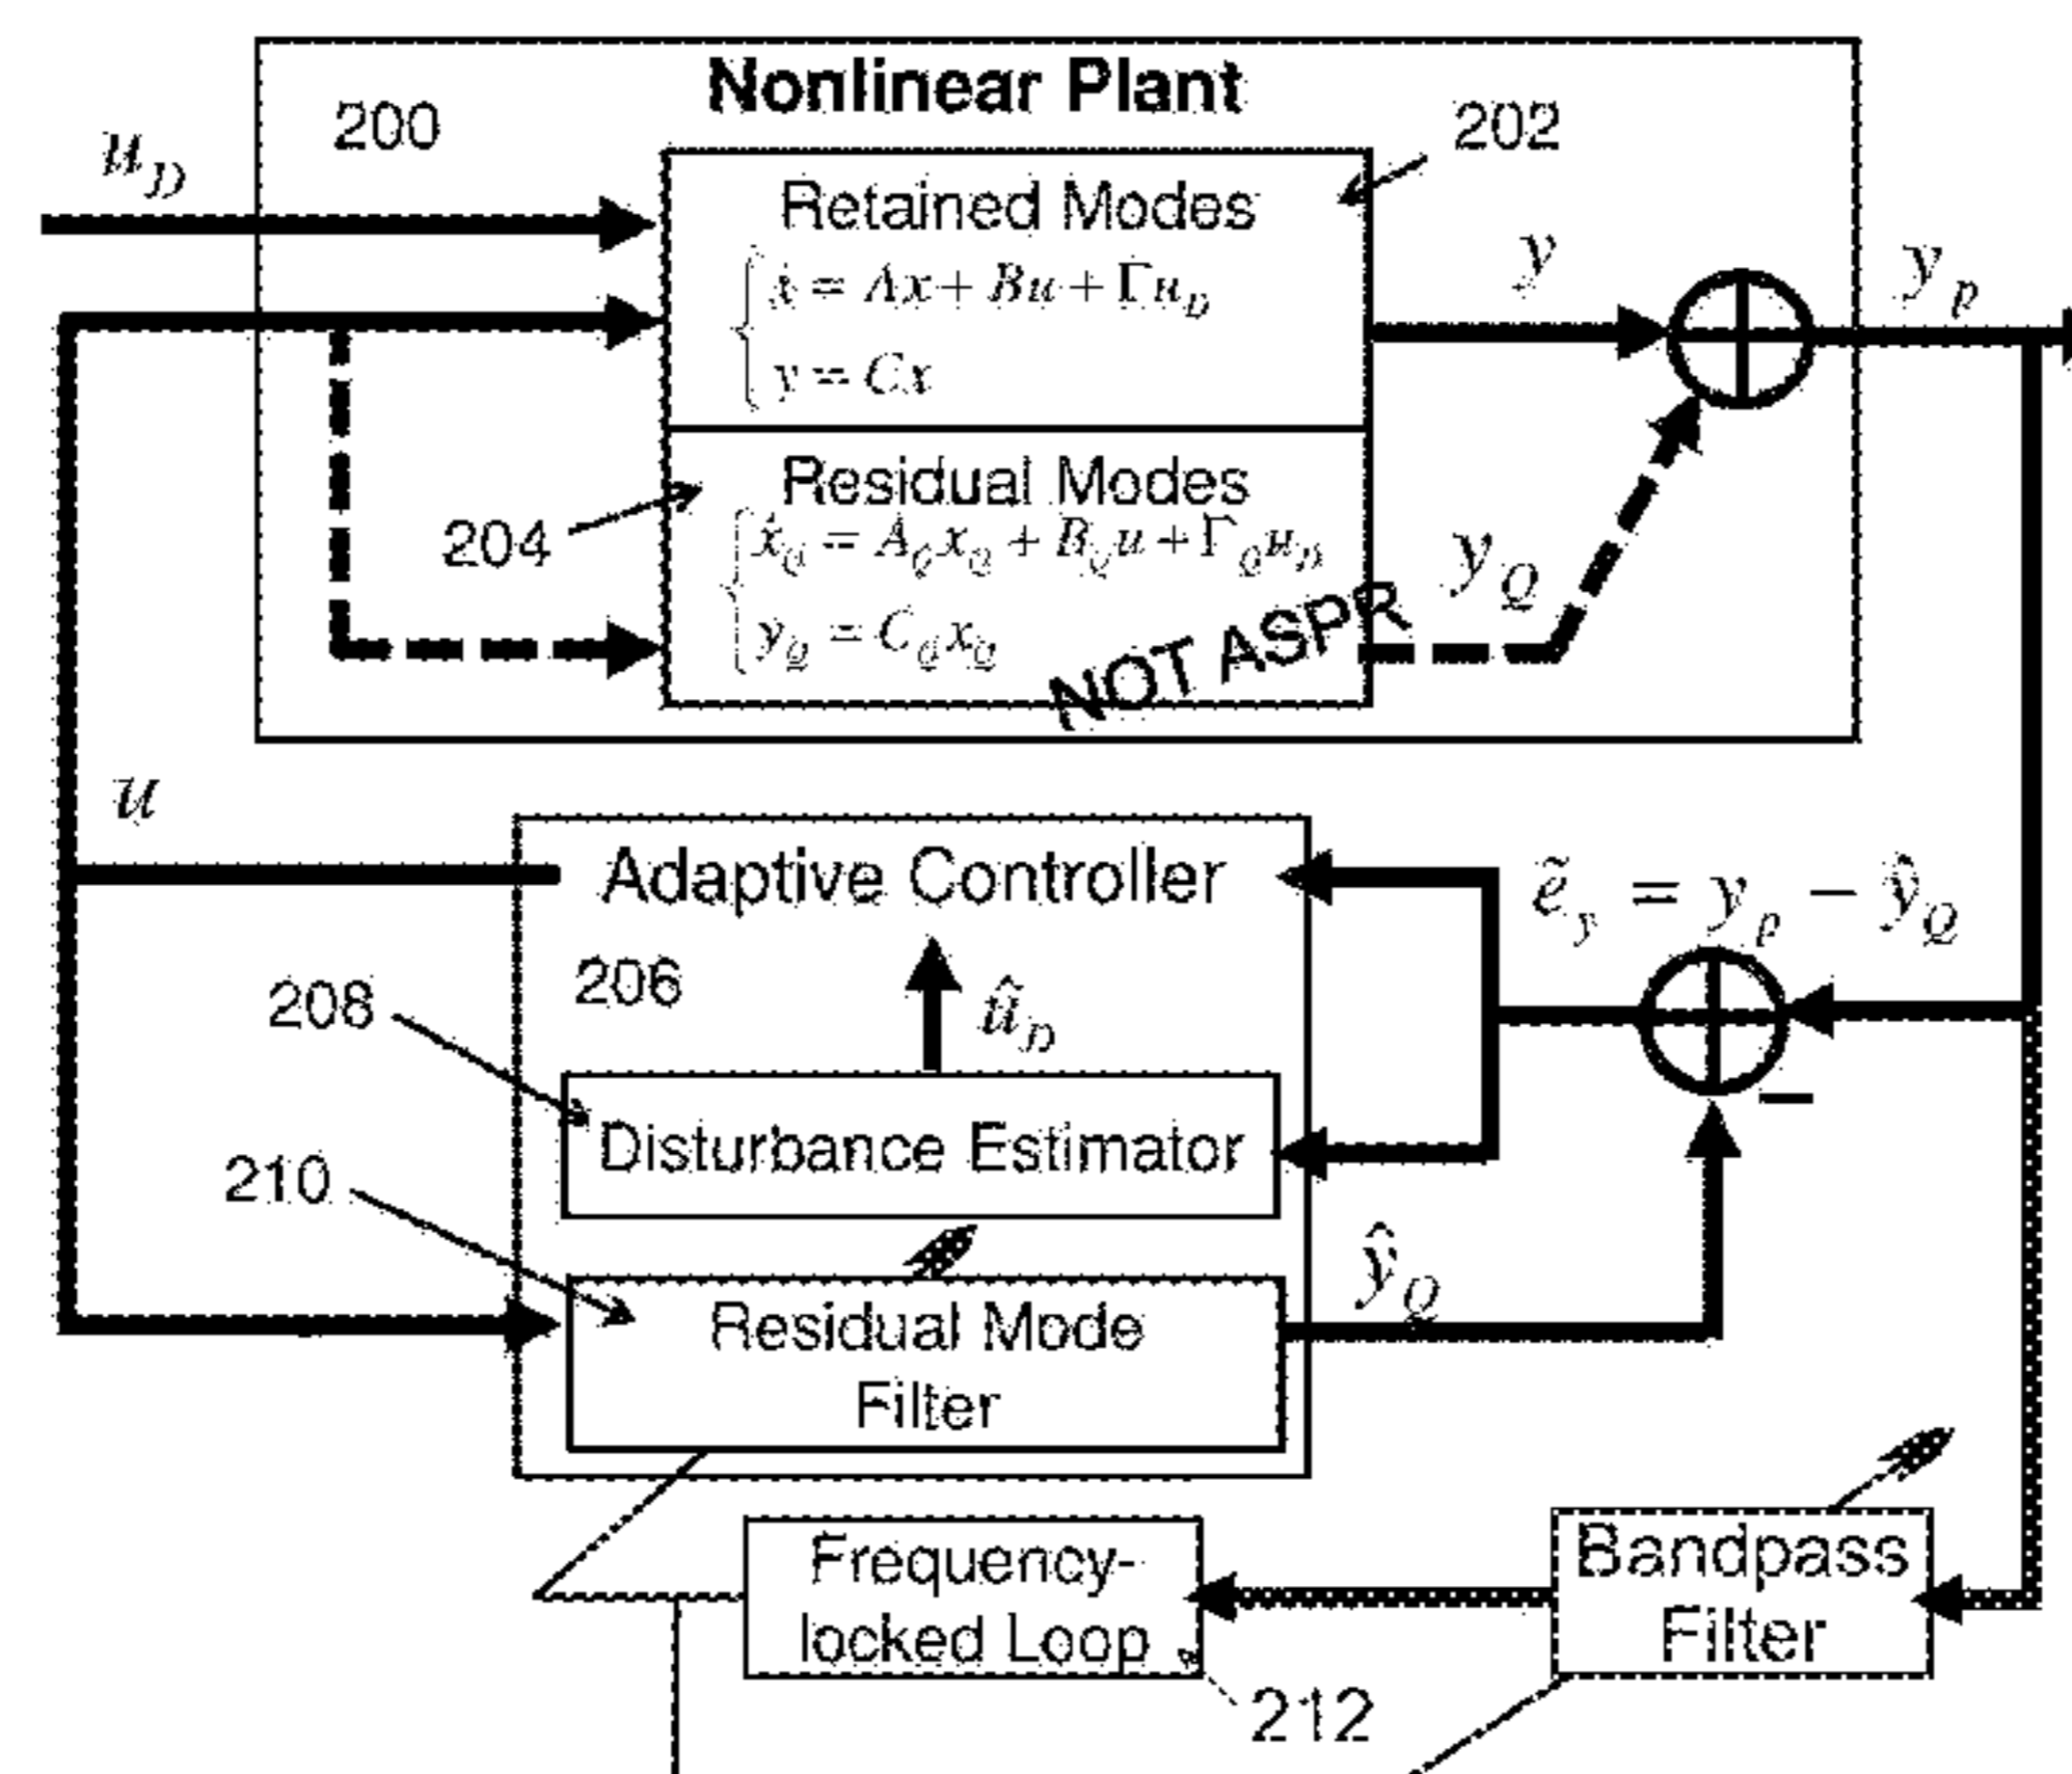 Nonlinear Plant
200
202
u_D
Retained Modes
ẋ = Ax + Bu + Γu_D
y = Cx
y
y_p
Residual Modes
204
ẋ_Q = A_Q x_Q + B_Q u + Γ_Q u_D
y_Q = C_Q x_Q
NOT ASPR
y_Q
u
Adaptive Controller
ẽ_y = y_p − ŷ_Q
206
208
û_D
−
Disturbance Estimator
210
ŷ_Q
Residual Mode
Filter
Frequency-
locked Loop
Bandpass
Filter
212